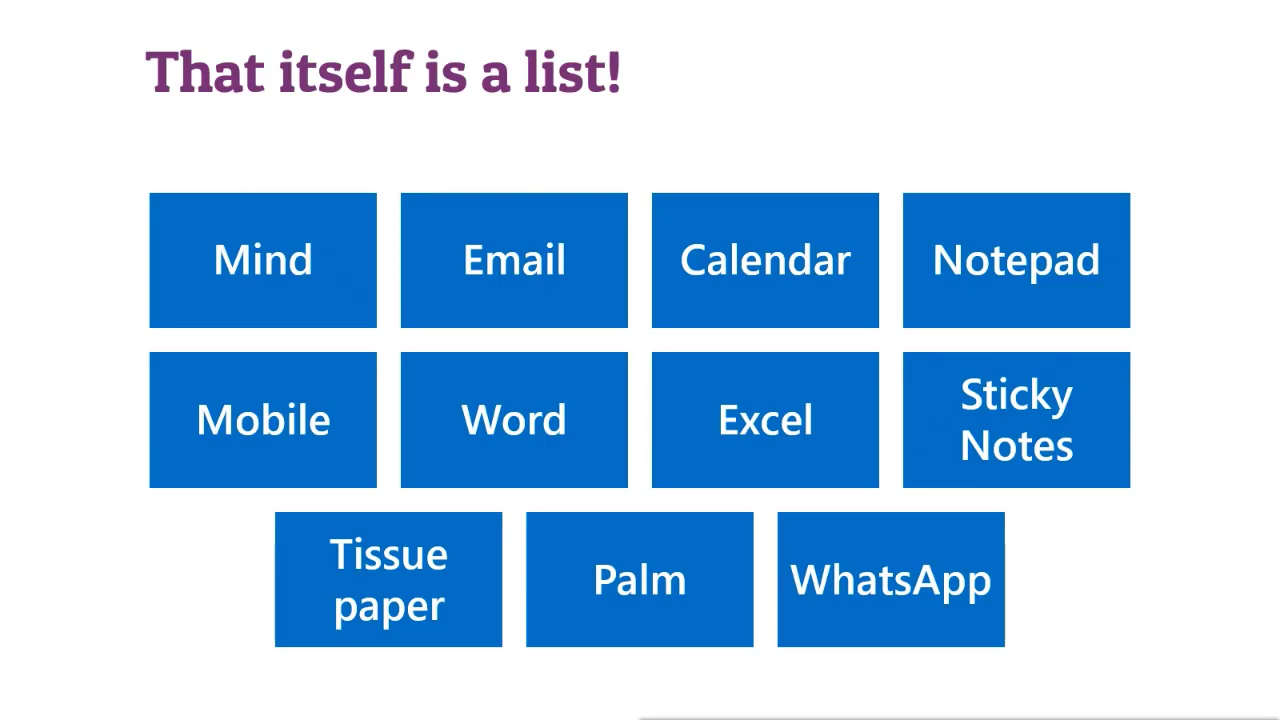 That itself is a list!
Mind
Email
Calendar
Notepad
Mobile
Word
Excel
Sticky
Notes
Tissue
paper
Palm
WhatsApp